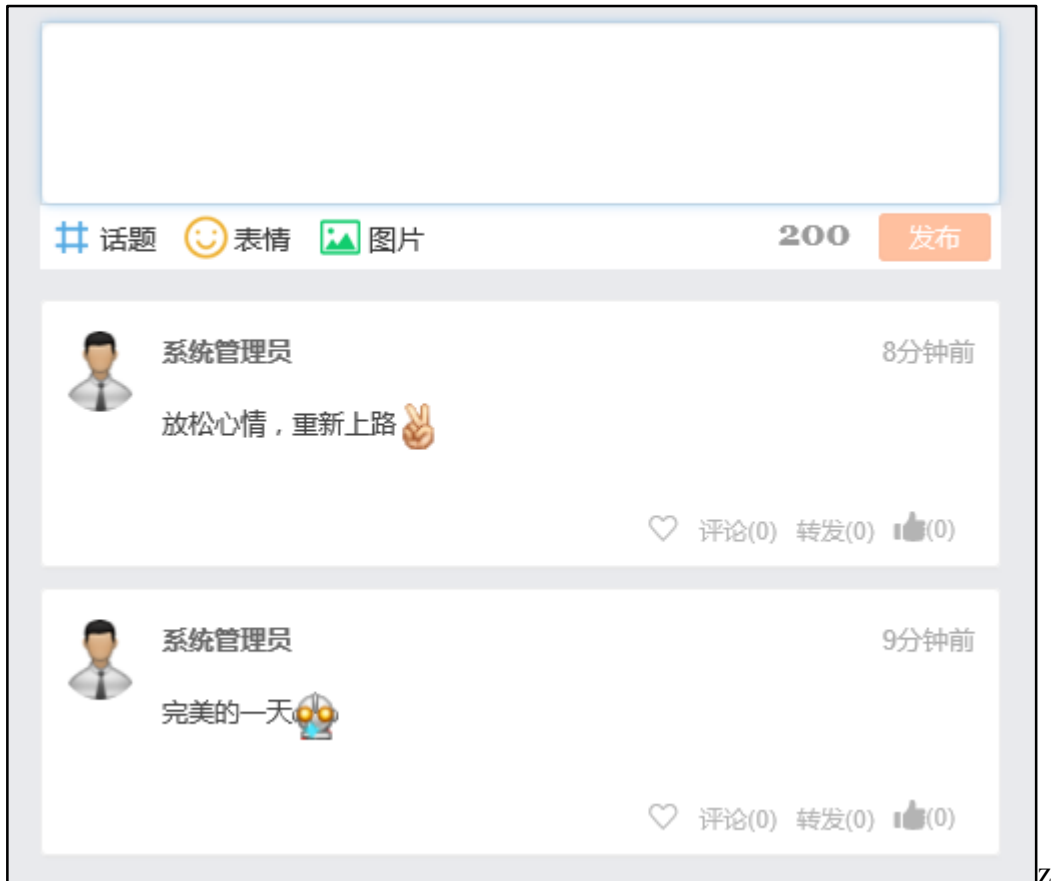 话题 表情 图片 200 发布
系统管理员 8分钟前
放松心情，重新上路
评论(0) 转发(0) (0)
系统管理员 9分钟前
完美的一天
评论(0) 转发(0) (0)